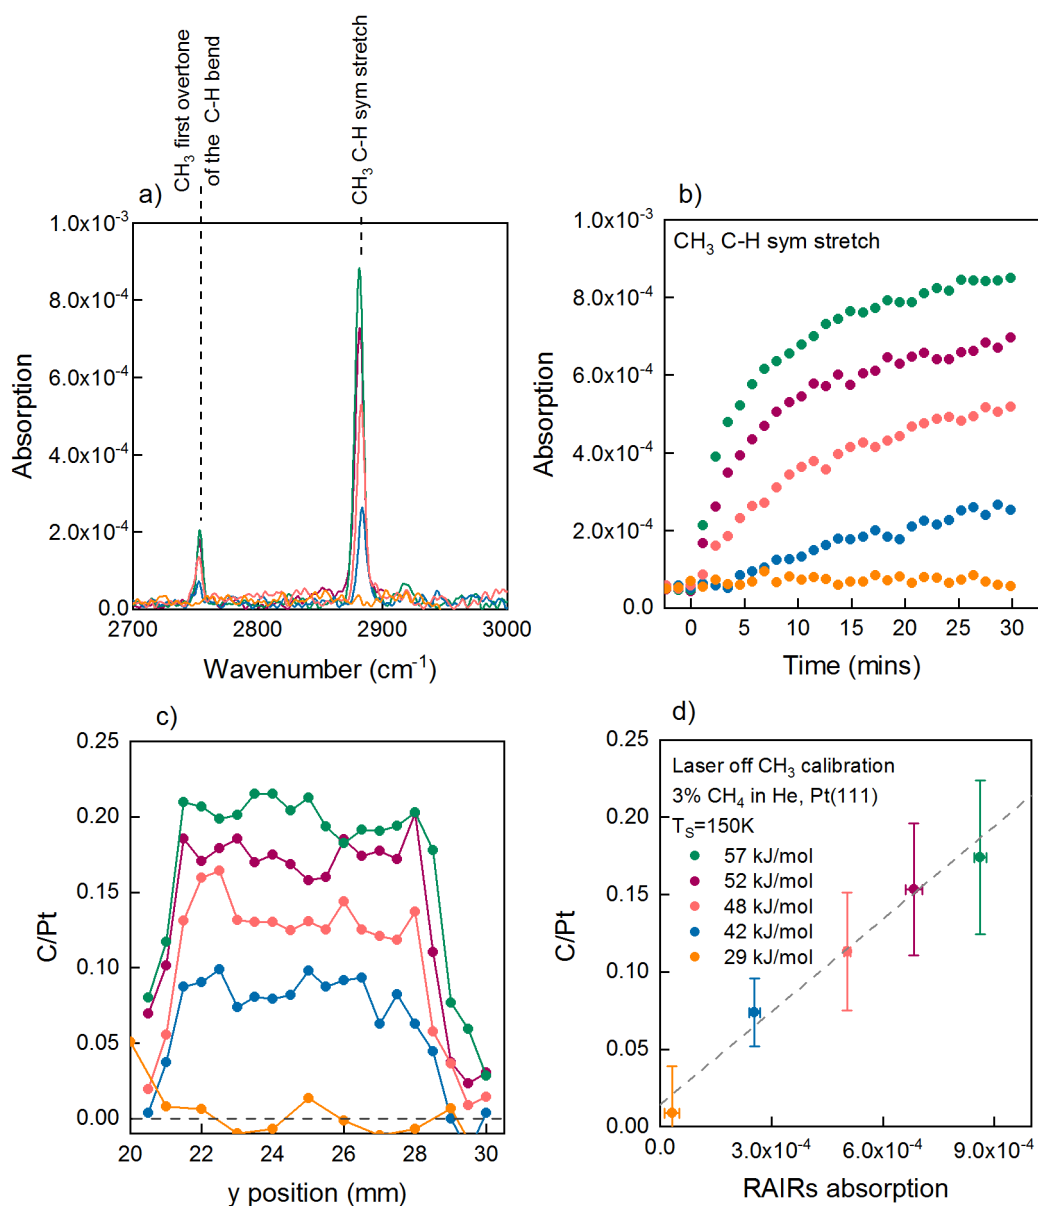 CH₃ first overtone
of the C-H bend
CH₃ C-H sym stretch
a)
1.0x10⁻³
8.0x10⁻⁴
6.0x10⁻⁴
4.0x10⁻⁴
2.0x10⁻⁴
0.0
Absorption
2700
2800
2900
3000
Wavenumber (cm⁻¹)
b)
CH₃ C-H sym stretch
1.0x10⁻³
8.0x10⁻⁴
6.0x10⁻⁴
4.0x10⁻⁴
2.0x10⁻⁴
0.0
Absorption
0
5
10
15
20
25
30
Time (mins)
c)
0.25
0.20
0.15
0.10
0.05
0.00
C/Pt
20
22
24
26
28
30
y position (mm)
d)
Laser off CH₃ calibration
3% CH₄ in He, Pt(111)
T_S=150K
57 kJ/mol
52 kJ/mol
48 kJ/mol
42 kJ/mol
29 kJ/mol
0.25
0.20
0.15
0.10
0.05
0.00
C/Pt
0.0
3.0x10⁻⁴
6.0x10⁻⁴
9.0x10⁻⁴
RAIRs absorption